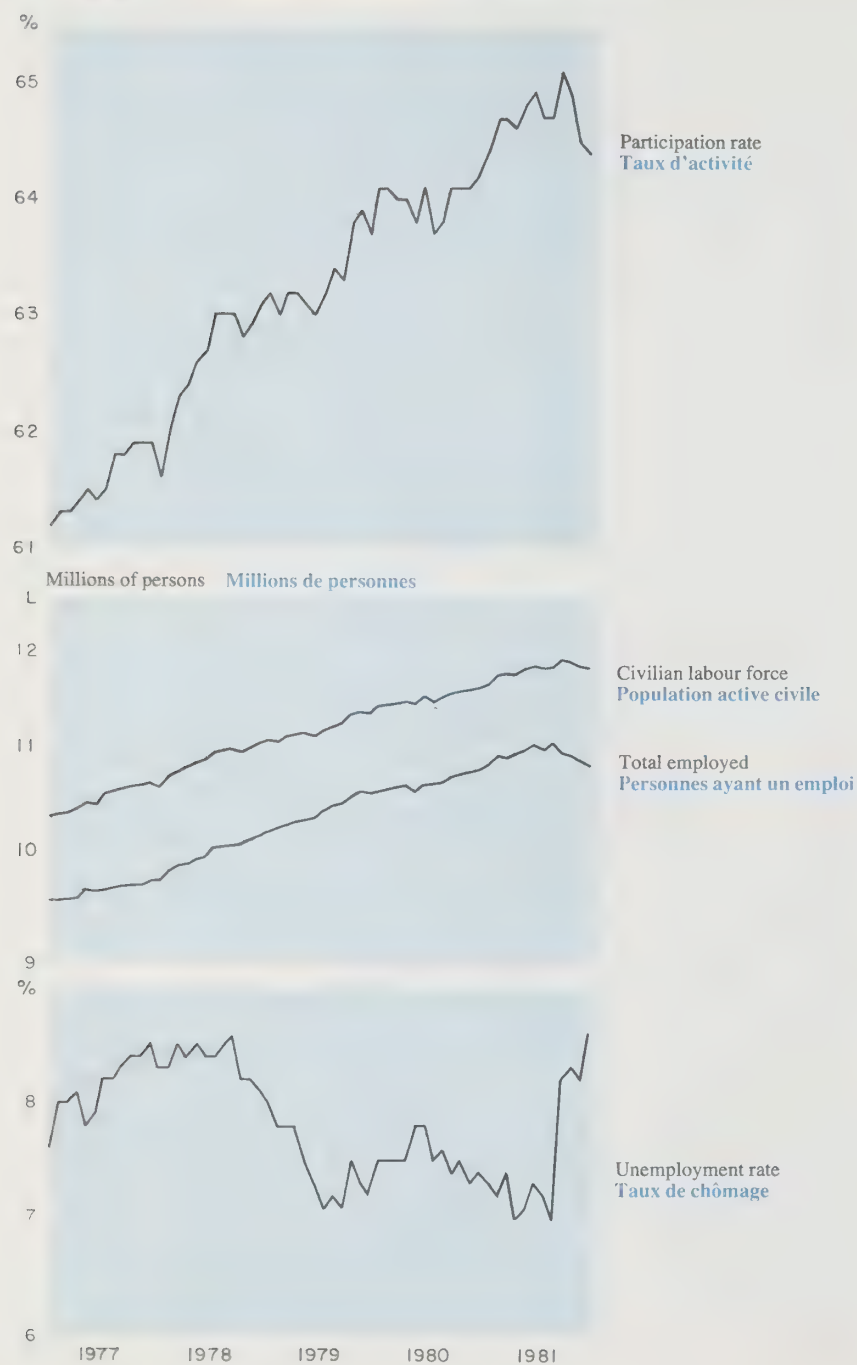 %
65
64
63
62
61
Participation rate
Taux d'activité
Millions of persons Millions de personnes
L
12
11
10
9
Civilian labour force
Population active civile
Total employed
Personnes ayant un emploi
%
8
7
6
Unemployment rate
Taux de chômage
1977 1978 1979 1980 1981